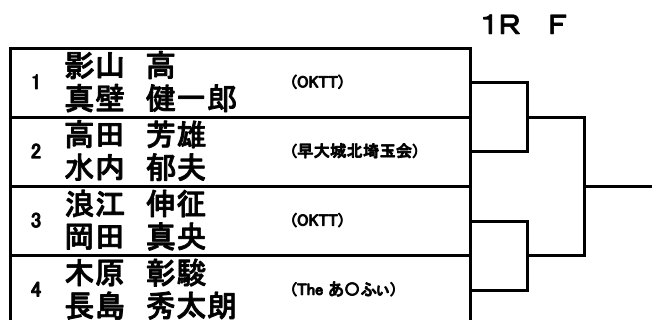 1R F
1 影山 高 (OKTT)
真壁 健一郎
2 高田 芳雄 (早大城北埼玉会)
水内 郁夫
3 浪江 伸征 (OKTT)
岡田 真央
4 木原 彰駿 (The あ〇ふぃ)
長島 秀太朗